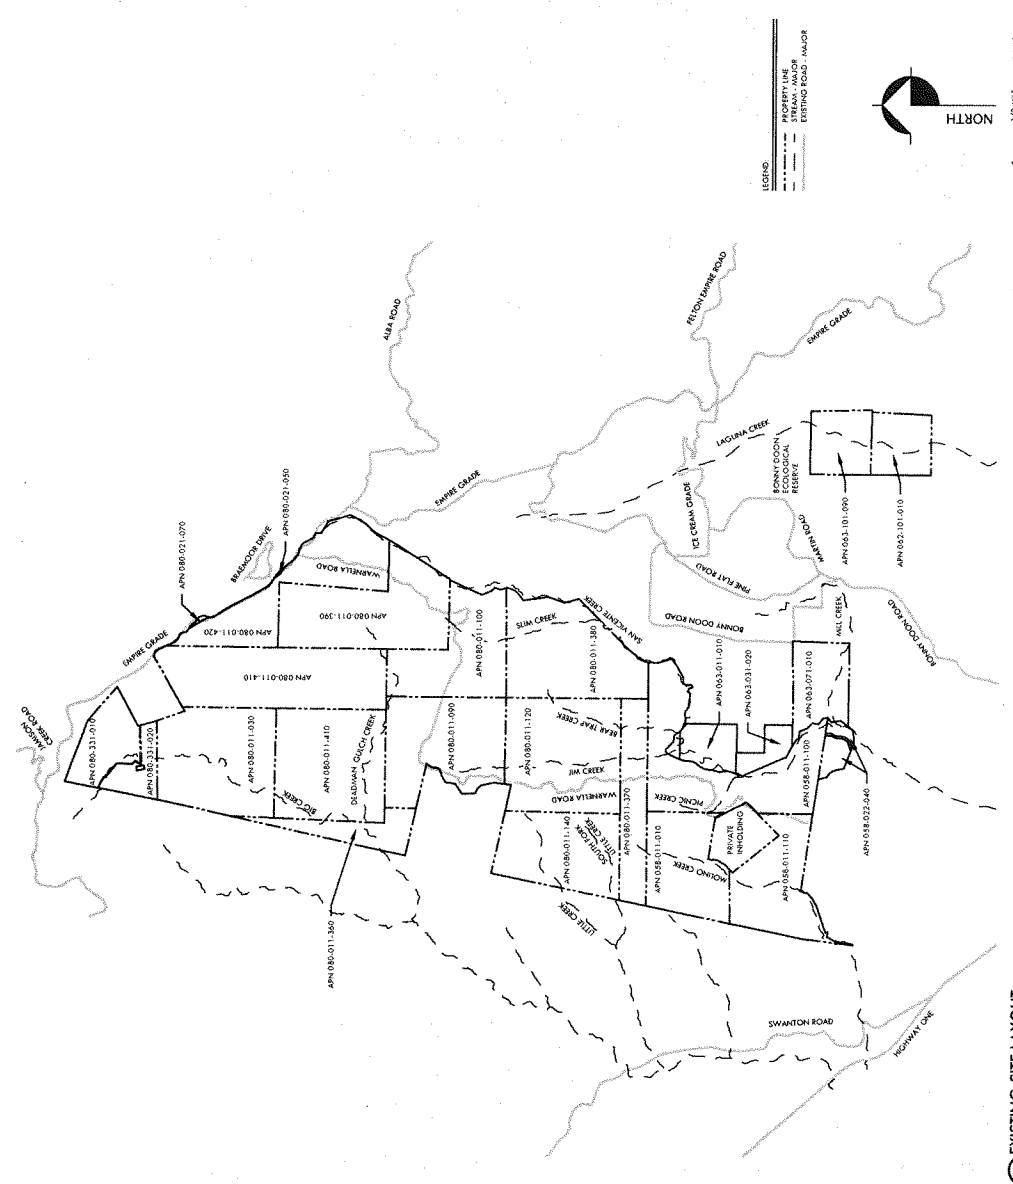 LEGEND:
PROPERTY LINE
STREAM - MAJOR
EXISTING ROAD - MAJOR
NORTH
JAMISON
CREEK ROAD
EMPIRE GRADE
APN 080-021-070
BRAEMOOR DRIVE
APN 080-021-050
ALBA ROAD
EMPIRE GRADE
FELTON EMPIRE ROAD
EMPIRE GRADE
APN 080-331-010
APN 080-331-020
APN 080-011-420
APN 080-011-390
WARNELLA ROAD
APN 080-011-410
APN 080-011-030
APN 080-011-410
BIG CREEK
DEADMAN GULCH CREEK
APN 080-011-360
APN 080-011-100
SLIM CREEK
SAN VICENTE CREEK
APN 080-011-380
APN 080-011-090
APN 080-011-120
BEAR TRAP CREEK
JIM CREEK
WARNELLA ROAD
PICNIC CREEK
APN 080-011-140
SOUTH FORK
LITTLE CREEK
LITTLE CREEK
APN 080-011-370
APN 058-011-010
MOLINO CREEK
PRIVATE
INHOLDING
APN 058-011-110
APN 058-011-100
APN 058-022-040
APN 063-011-010
APN 063-031-020
APN 063-071-010
MILL CREEK
BONNY DOON ROAD
PINE FLAT ROAD
ICE CREAM GRADE
MARTIN ROAD
BONNY DOON
ECOLOGICAL
RESERVE
LAGUNA CREEK
APN 063-101-090
APN 062-101-010
BONNY DOON ROAD
SWANTON ROAD
HIGHWAY ONE
EXISTING SITE LAYOUT